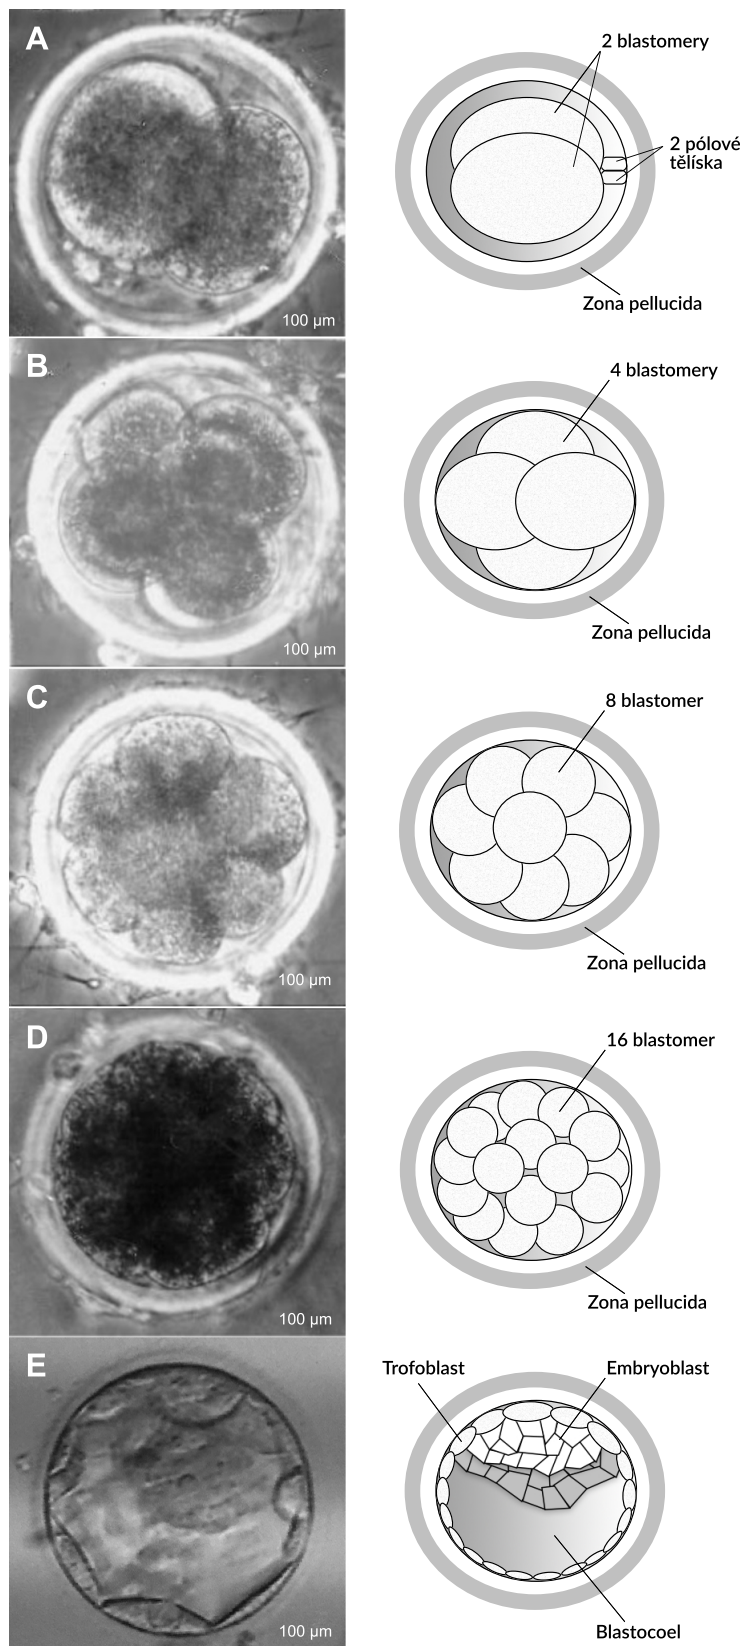 A
2 blastomery
2 pólové
tělíska
Zona pellucida
100 µm
B
4 blastomery
Zona pellucida
100 µm
C
8 blastomer
Zona pellucida
100 µm
D
16 blastomer
Zona pellucida
100 µm
E
Trofoblast
Embryoblast
Blastocoel
100 µm